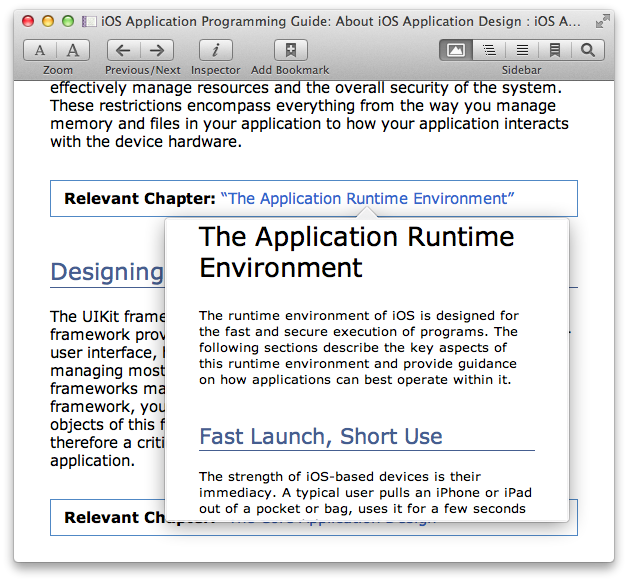 iOS Application Programming Guide: About iOS Application Design : iOS A...
A A
Zoom
Previous/Next
i
Inspector
Add Bookmark
Sidebar
effectively manage resources and the overall security of the system.
These restrictions encompass everything from the way you manage
memory and files in your application to how your application interacts
with the device hardware.
Relevant Chapter: “The Application Runtime Environment”
The Application Runtime
Environment
The runtime environment of iOS is designed for
the fast and secure execution of programs. The
following sections describe the key aspects of
this runtime environment and provide guidance
on how applications can best operate within it.
Fast Launch, Short Use
The strength of iOS-based devices is their
immediacy. A typical user pulls an iPhone or iPad
out of a pocket or bag, uses it for a few seconds
Designing
The UIKit
framework
user interface,
managing most
frameworks
framework, you
objects of this
therefore a
application.
Relevant